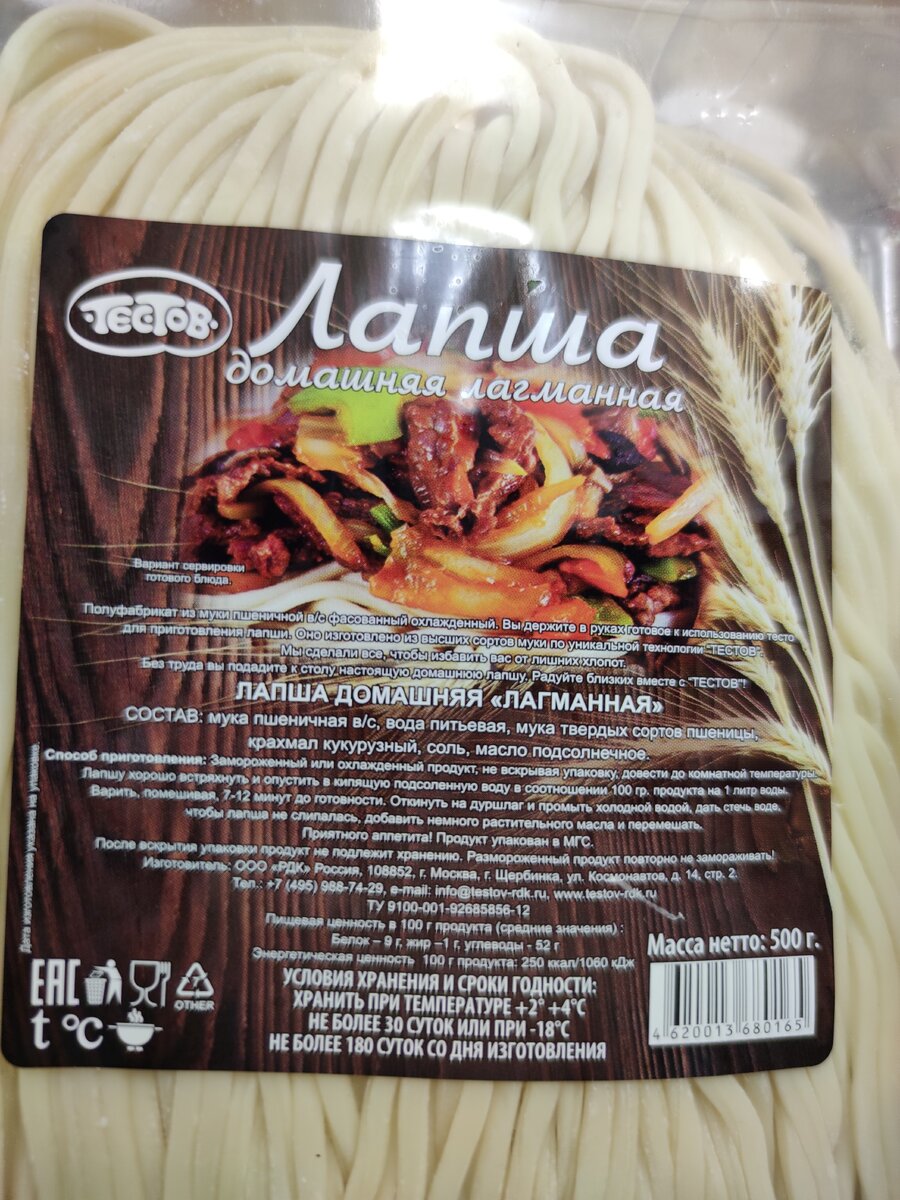 ТЕСТОВ
Лапша
домашняя лагманная
Вариант сервировки
готового блюда.
Полуфабрикат из муки пшеничной в/с фасованный охлажденный. Вы держите в руках готовое к использованию тесто
для приготовления лапши. Оно изготовлено из высших сортов муки по уникальной технологии "ТЕСТОВ".
Мы сделали все, чтобы избавить вас от лишних хлопот.
Без труда вы подадите к столу настоящую домашнюю лапшу. Радуйте близких вместе с "ТЕСТОВ"!
ЛАПША ДОМАШНЯЯ «ЛАГМАННАЯ»
СОСТАВ: мука пшеничная в/с, вода питьевая, мука твердых сортов пшеницы,
крахмал кукурузный, соль, масло подсолнечное.
Способ приготовления: Замороженный или охлажденный продукт, не вскрывая упаковку, довести до комнатной температуры.
Лапшу хорошо встряхнуть и опустить в кипящую подсоленную воду в соотношении 100 гр. продукта на 1 литр воды.
Варить, помешивая, 7-12 минут до готовности. Откинуть на дуршлаг и промыть холодной водой, дать стечь воде,
чтобы лапша не слипалась, добавить немного растительного масла и перемешать.
Приятного аппетита! Продукт упакован в МГС.
После вскрытия упаковки продукт не подлежит хранению. Размороженный продукт повторно не замораживать!
Изготовитель: ООО «РДК» Россия, 108852, г. Москва, г. Щербинка, ул. Космонавтов, д. 14, стр. 2.
Тел.: +7 (495) 988-74-29, e-mail: info@testov-rdk.ru, www.testov-rdk.ru
ТУ 9100-001-92685856-12
Пищевая ценность в 100 г продукта (средние значения) :
Белок – 9 г, жир –1 г, углеводы - 52 г
Энергетическая ценность 100 г продукта: 250 ккал/1060 кДж
УСЛОВИЯ ХРАНЕНИЯ И СРОКИ ГОДНОСТИ:
ХРАНИТЬ ПРИ ТЕМПЕРАТУРЕ +2° +4°С
НЕ БОЛЕЕ 30 СУТОК ИЛИ ПРИ -18°С
НЕ БОЛЕЕ 180 СУТОК СО ДНЯ ИЗГОТОВЛЕНИЯ
Дата изготовления указана на упаковке.
EAC
OTHER
t °C
Масса нетто: 500 г.
4 620013 680165